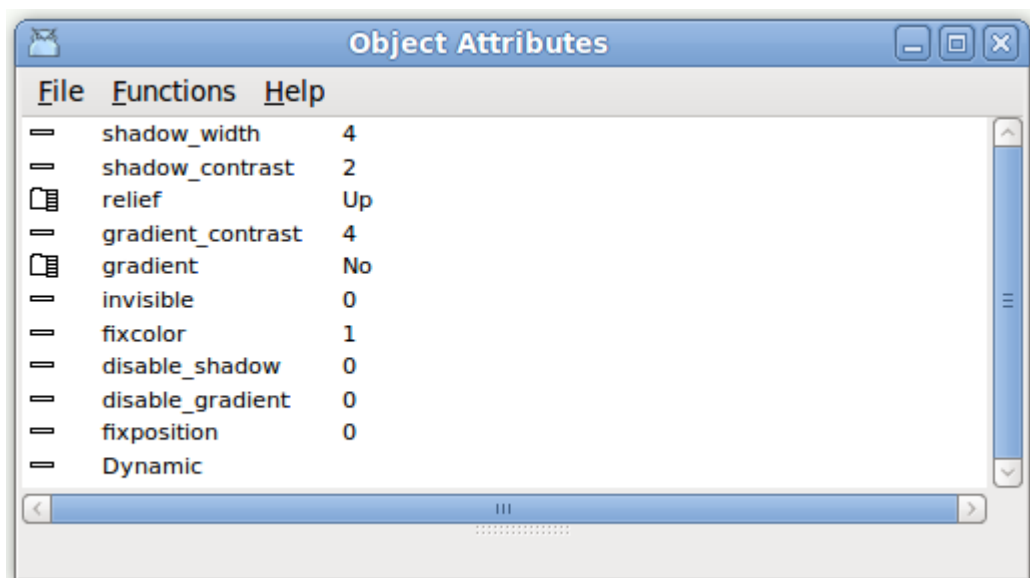 Object Attributes
File Functions Help
shadow_width 4
shadow_contrast 2
relief Up
gradient_contrast 4
gradient No
invisible 0
fixcolor 1
disable_shadow 0
disable_gradient 0
fixposition 0
Dynamic